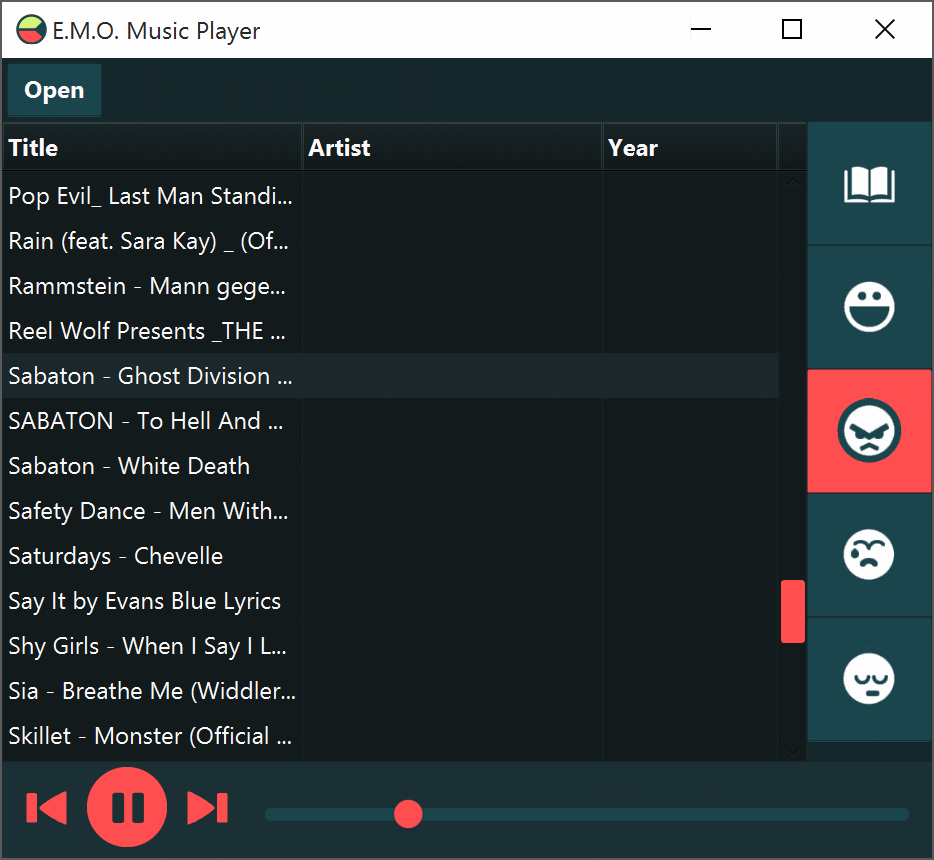 E.M.O. Music Player
Open
Title Artist Year
Pop Evil_ Last Man Standi...
Rain (feat. Sara Kay) _ (Of...
Rammstein - Mann gege...
Reel Wolf Presents _THE ...
Sabaton - Ghost Division ...
SABATON - To Hell And ...
Sabaton - White Death
Safety Dance - Men With...
Saturdays - Chevelle
Say It by Evans Blue Lyrics
Shy Girls - When I Say I L...
Sia - Breathe Me (Widdler...
Skillet - Monster (Official ...